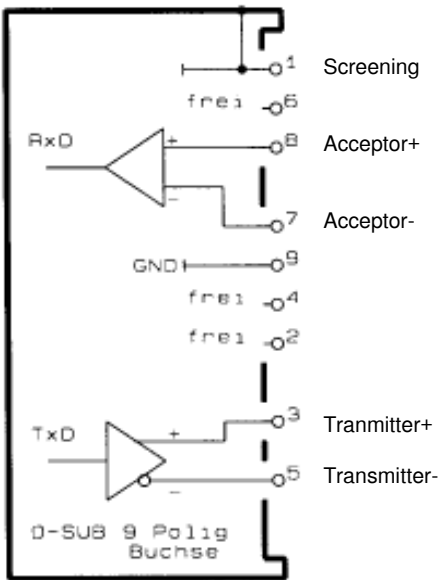 1 Screening
frei 6
8 Acceptor+
RxD
+
-
7 Acceptor-
GND 9
frei 4
frei 2
3 Tranmitter+
TxD
+
5 Transmitter-
-
D-SUB 9 Polig
Buchse